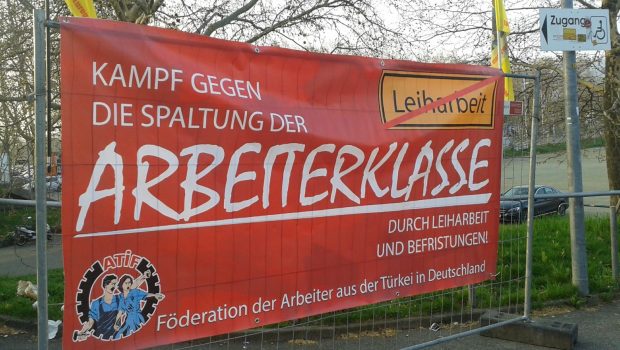 Zugang
KAMPF GEGEN
DIE SPALTUNG DER
Leiharbeit
ARBEITERKLASSE
DURCH LEIHARBEIT
UND BEFRISTUNGEN!
ATİF
Föderation der Arbeiter aus der Türkei in Deutschland